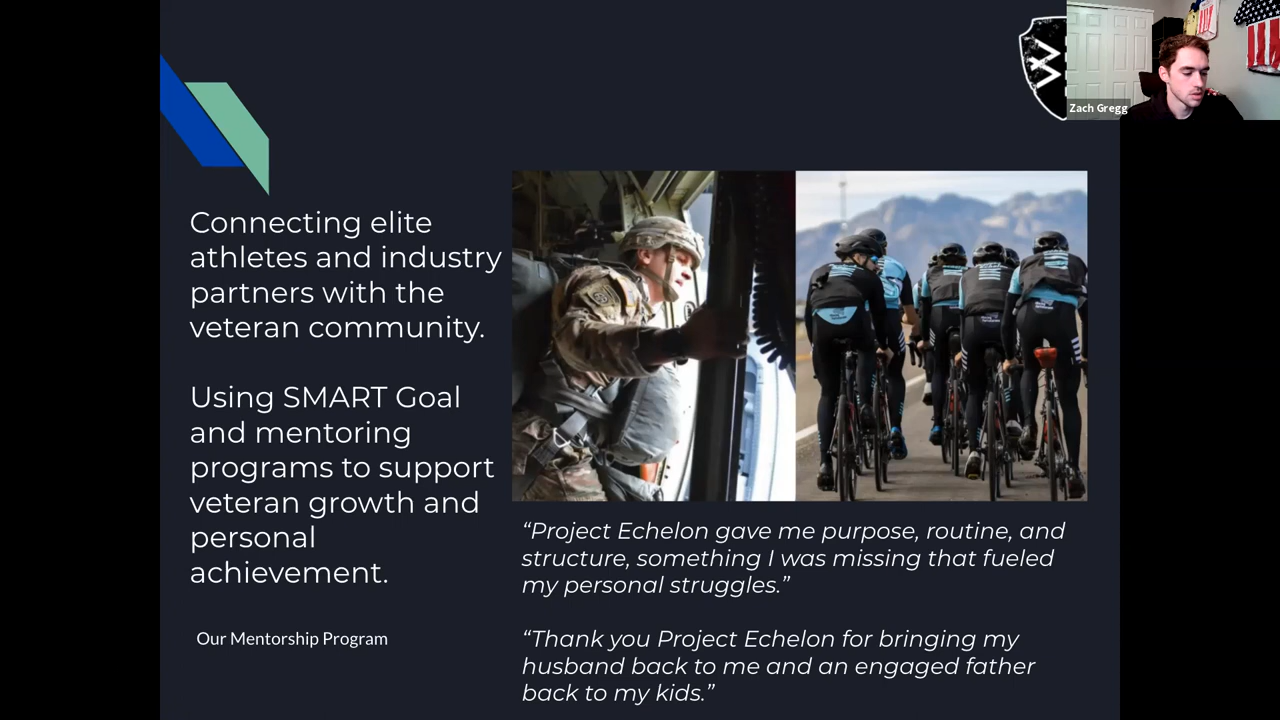 Zach Gregg
Connecting elite
athletes and industry
partners with the
veteran community.
Using SMART Goal
and mentoring
programs to support
veteran growth and
personal
achievement.
Our Mentorship Program
“Project Echelon gave me purpose, routine, and
structure, something I was missing that fueled
my personal struggles.”
“Thank you Project Echelon for bringing my
husband back to me and an engaged father
back to my kids.”